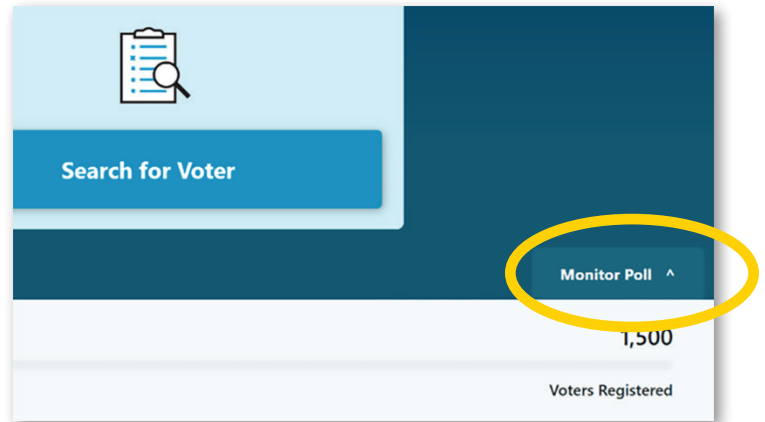 Search for Voter
Monitor Poll ^
1,500
Voters Registered